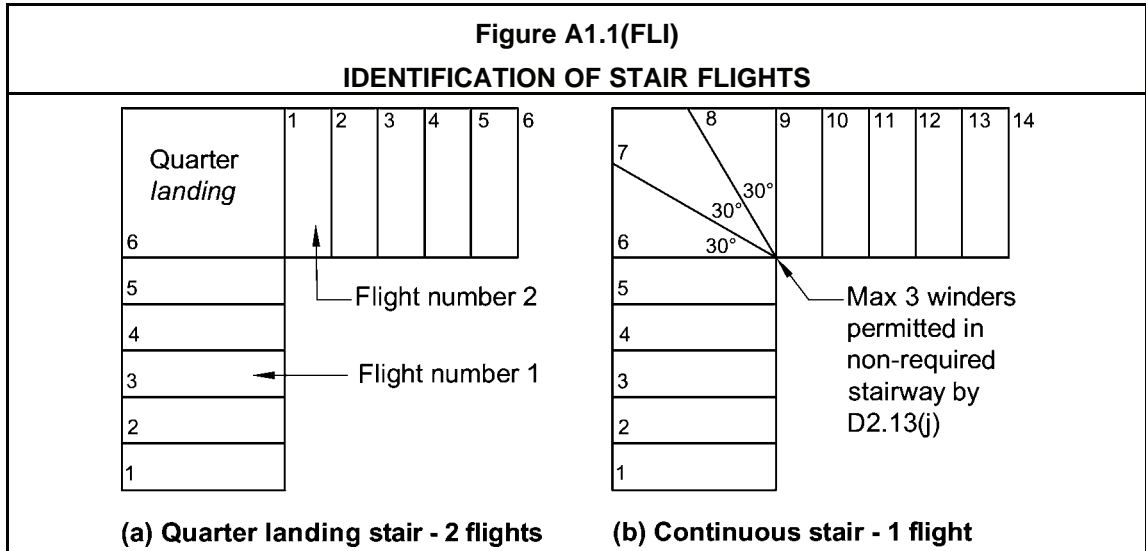 Figure A1.1(FLI)
IDENTIFICATION OF STAIR FLIGHTS
1 2 3 4 5 6
Quarter
landing
6
5
4
3
2
1
Flight number 2
Flight number 1
(a) Quarter landing stair - 2 flights
8 9 10 11 12 13 14
7
30°
30°
6 30°
5
4
3
2
1
Max 3 winders
permitted in
non-required
stairway by
D2.13(j)
(b) Continuous stair - 1 flight